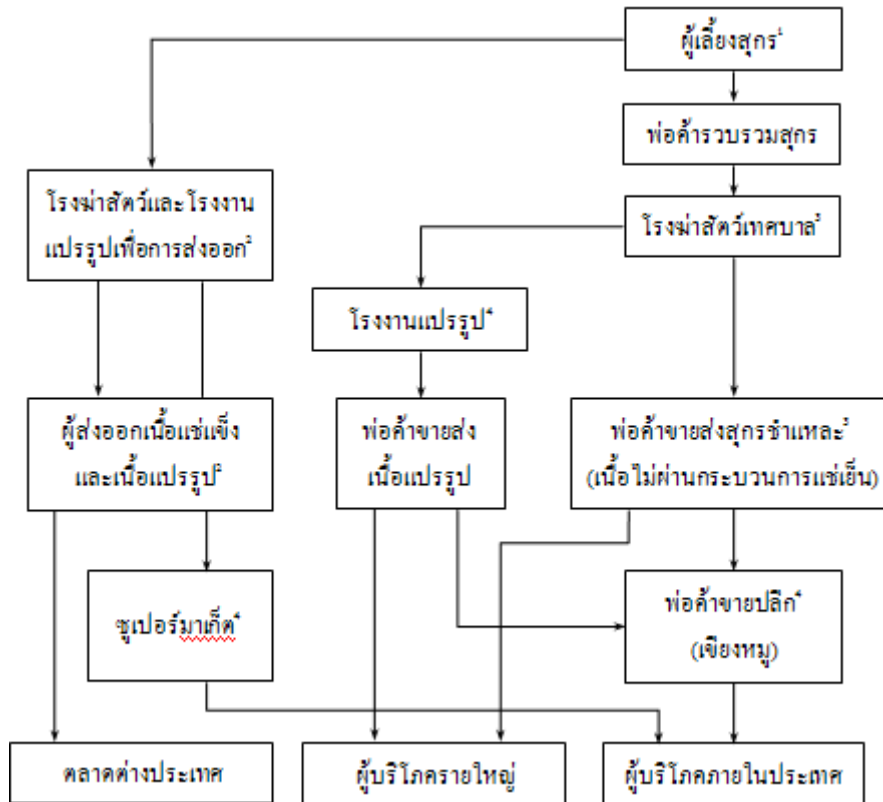 ผู้เลี้ยงสุกร¹
พ่อค้ารวบรวมสุกร
โรงฆ่าสัตว์และโรงงาน
แปรรูปเพื่อการส่งออก²
โรงฆ่าสัตว์เทศบาล³
โรงงานแปรรูป⁴
ผู้ส่งออกเนื้อแช่แข็ง
และเนื้อแปรรูป²
พ่อค้าขายส่ง
เนื้อแปรรูป
พ่อค้าขายส่งสุกรชำแหละ³
(เนื้อไม่ผ่านกระบวนการแช่เย็น)
ซูเปอร์มาเก็ต⁴
พ่อค้าขายปลีก⁴
(เขียงหมู)
ตลาดต่างประเทศ
ผู้บริโภครายใหญ่
ผู้บริโภคภายในประเทศ